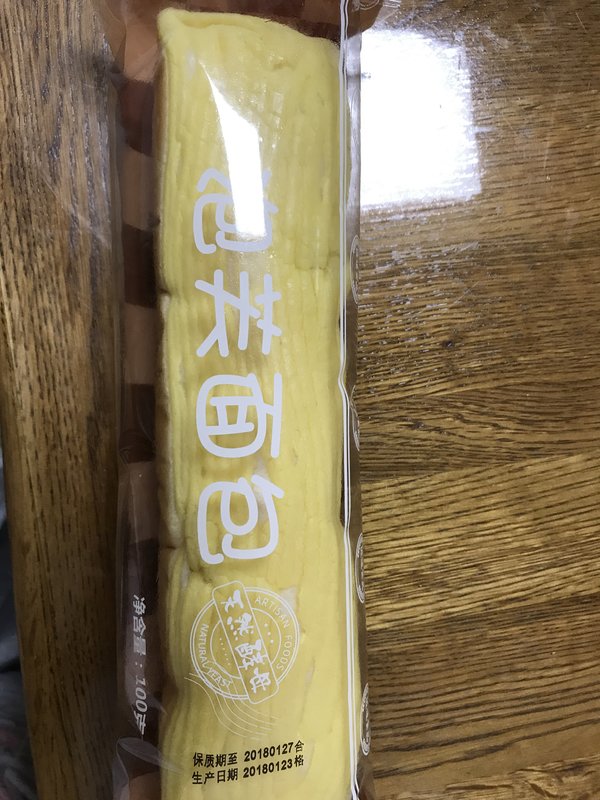 泡芙面包
ARTISAN FOODS
天然酵母
NATURAL YEAST
净含量：100克
保质期至 20180127合
生产日期 20180123格